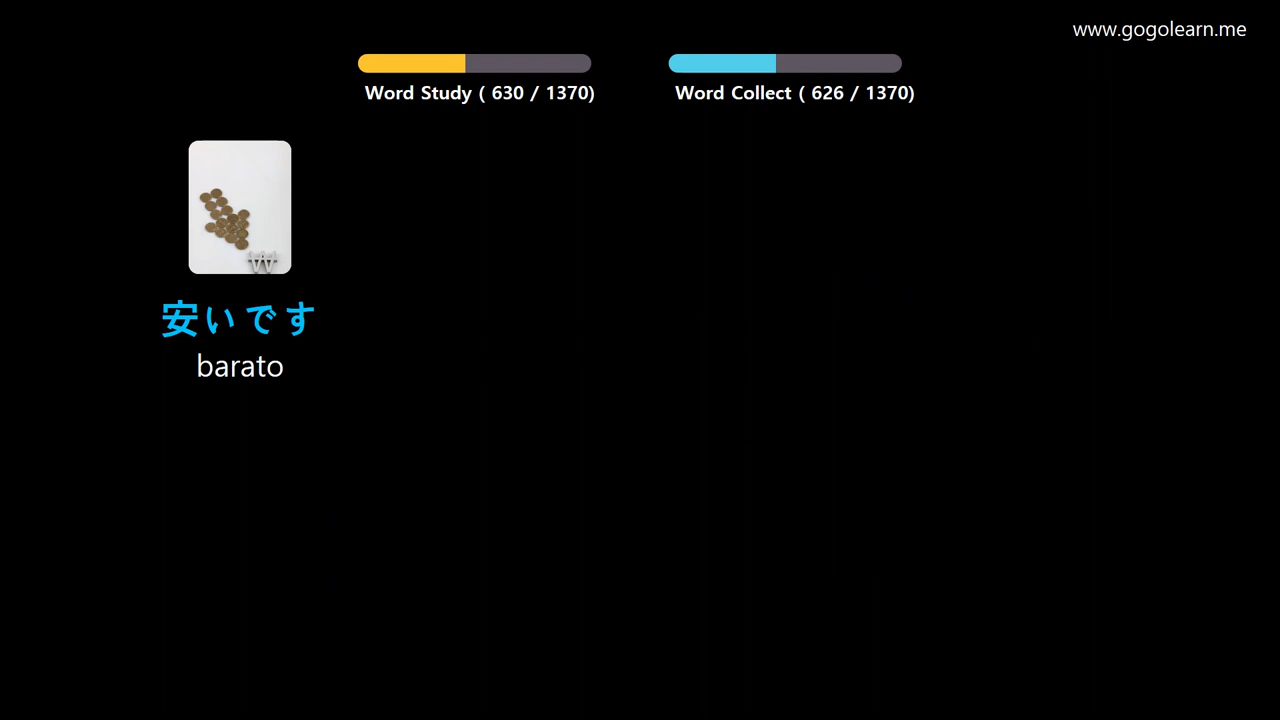 www.gogolearn.me
Word Study ( 630 / 1370)
Word Collect ( 626 / 1370)
₩
安いです
barato